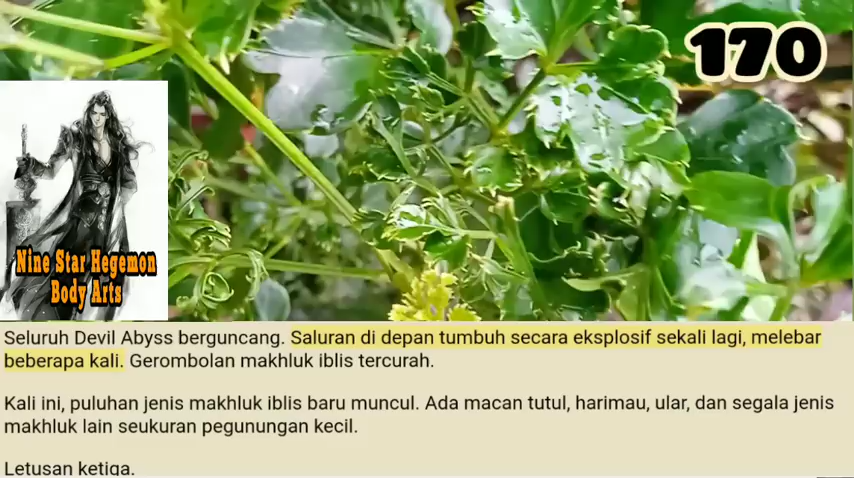 170
Nine Star Hegemon
Body Arts
Seluruh Devil Abyss berguncang. Saluran di depan tumbuh secara eksplosif sekali lagi, melebar
beberapa kali. Gerombolan makhluk iblis tercurah.
Kali ini, puluhan jenis makhluk iblis baru muncul. Ada macan tutul, harimau, ular, dan segala jenis
makhluk lain seukuran pegunungan kecil.
Letusan ketiga.